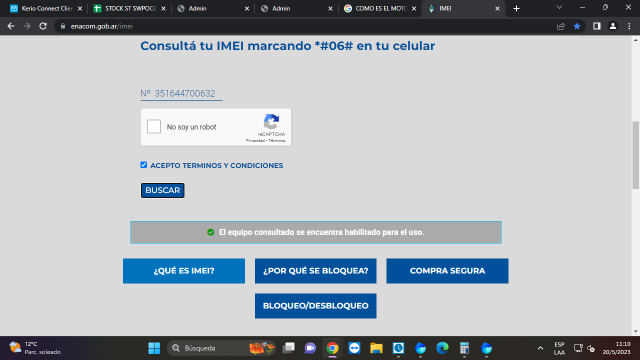 Kerio Connect Clien
STOCK ST SWPOC
Admin
Admin
COMO ES EL MOTO
IMEI
enacom.gob.ar/imei
Consultá tu IMEI marcando *#06# en tu celular
Nº 351644700632
No soy un robot
reCAPTCHA
Privacidad - Términos
ACEPTO TERMINOS Y CONDICIONES
BUSCAR
El equipo consultado se encuentra habilitado para el uso.
¿QUÉ ES IMEI?
¿POR QUÉ SE BLOQUEA?
COMPRA SEGURA
BLOQUEO/DESBLOQUEO
12°C
Parc. soleado
Búsqueda
ESP
LAA
11:10
20/5/2023